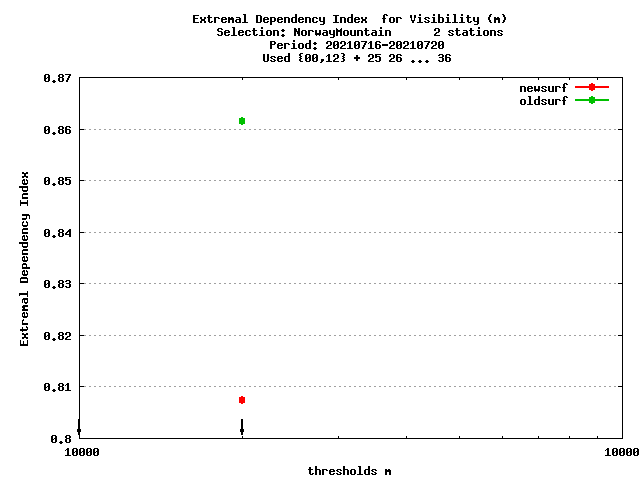 Extremal Dependency Index  for Visibility (m)
Selection: NorwayMountain      2 stations
Period: 20210716-20210720
Used {00,12} + 25 26 ... 36
newsurf
oldsurf
0.87
0.86
0.85
0.84
0.83
0.82
0.81
0.8
Extremal Dependency Index
10000
10000
thresholds m